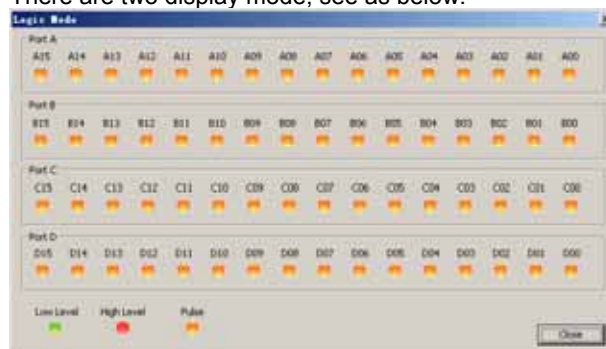 There are two display mode, see as below:
Logic Mode
Port A
A15 A14 A13 A12 A11 A10 A09 A08 A07 A06 A05 A04 A03 A02 A01 A00
Port B
B15 B14 B13 B12 B11 B10 B09 B08 B07 B06 B05 B04 B03 B02 B01 B00
Port C
C15 C14 C13 C12 C11 C10 C09 C08 C07 C06 C05 C04 C03 C02 C01 C00
Port D
D15 D14 D13 D12 D11 D10 D09 D08 D07 D06 D05 D04 D03 D02 D01 D00
Low Level High Level Pulse
Close